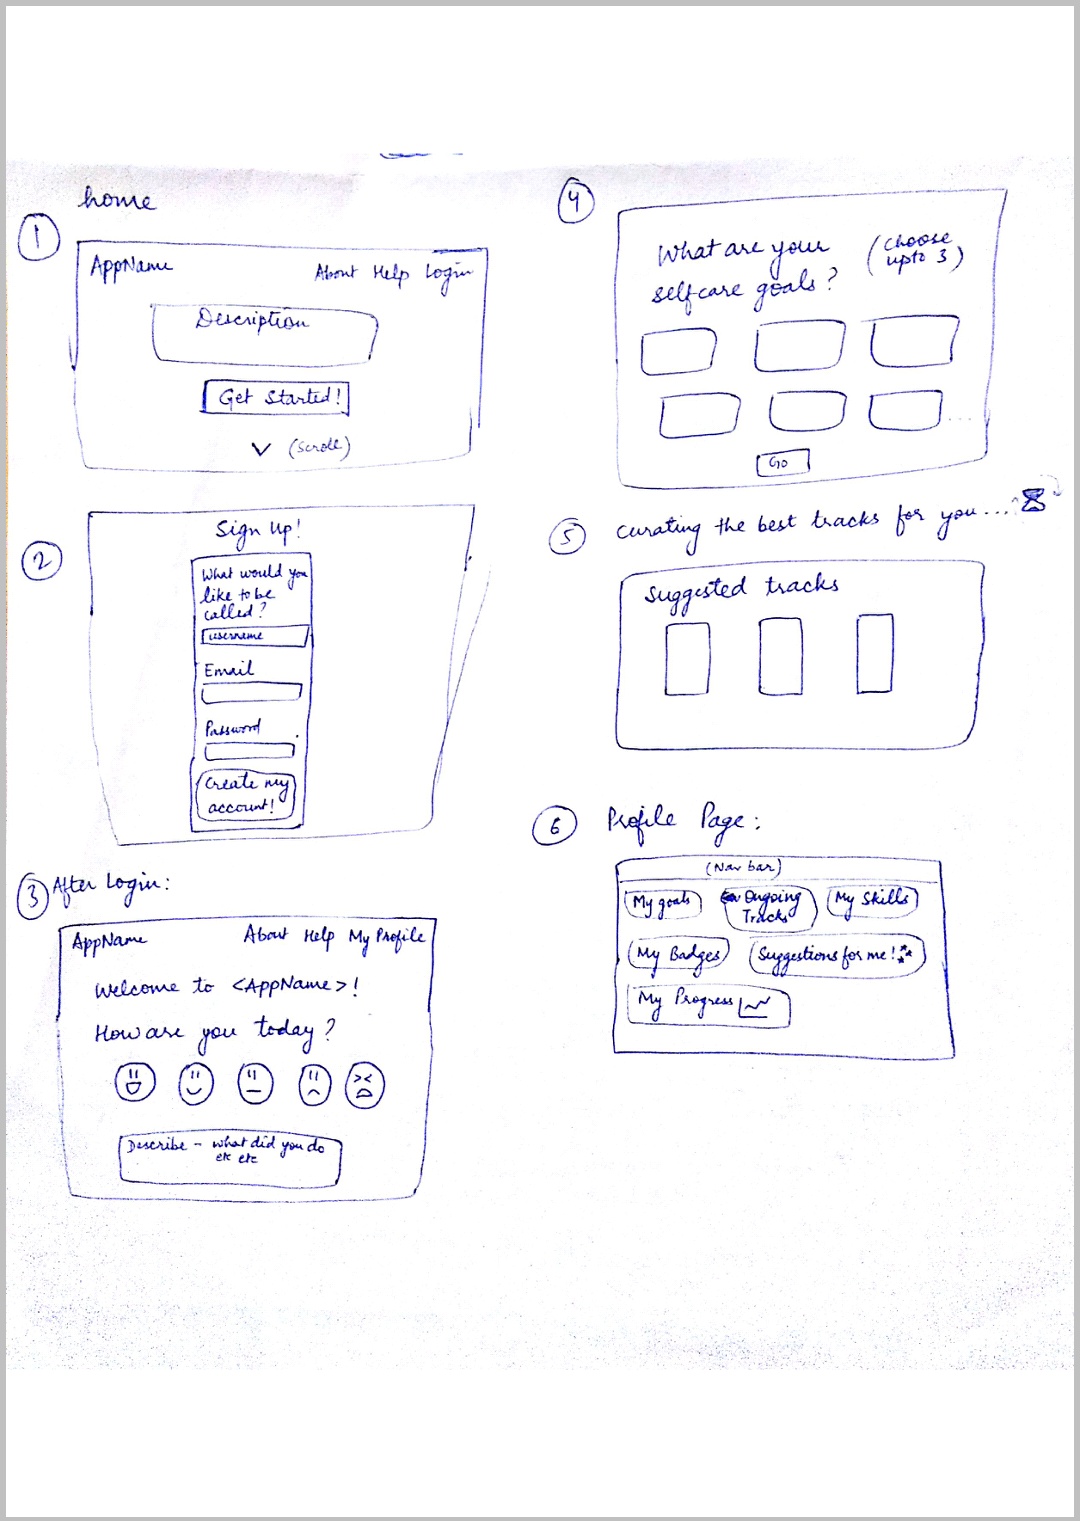 home
1
AppName About Help Login
Description
Get Started!
(Scroll)
2
Sign Up!
What would you
like to be
called?
username
Email
Password
Create my
account!
3 After Login:
AppName About Help My Profile
Welcome to <AppName>!
How are you today?
Describe - what did you do
etc etc
4
What are your (Choose
selfcare goals? upto 3)
...
Go
5 Curating the best tracks for you...
Suggested tracks
6 Profile Page:
(Nav bar)
My goals Ongoing My Skills
Tracks
My Badges Suggestions for me!
My Progress